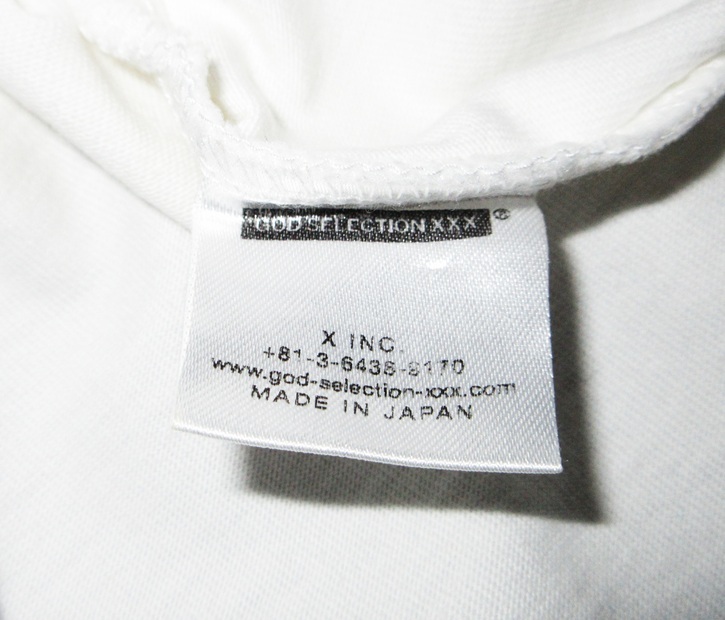 GOD SELECTION XXX ®
X INC.
+81-3-6438-8170
www.god-selection-xxx.com
MADE IN JAPAN